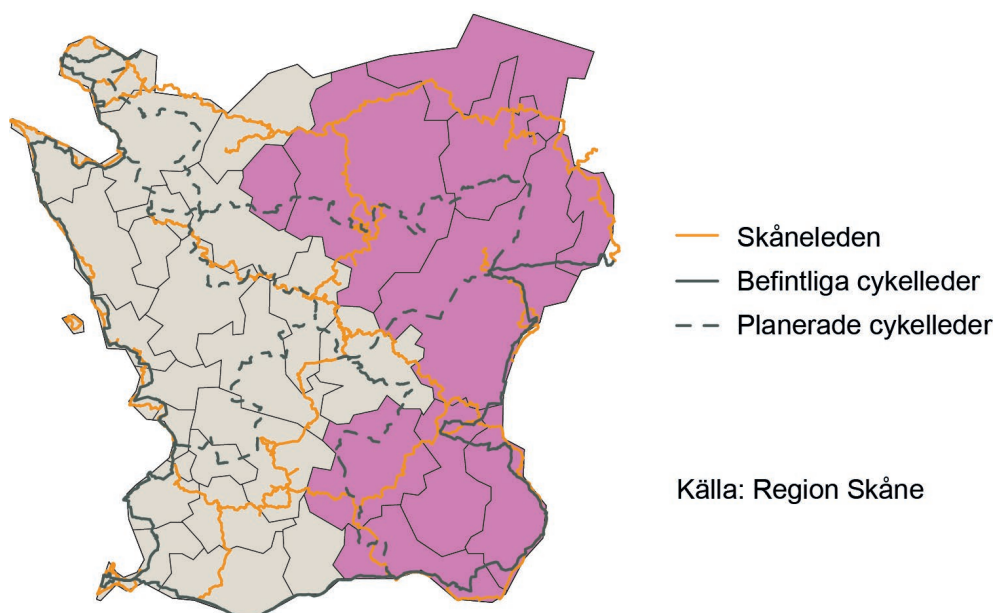 Skåneleden
Befintliga cykelleder
Planerade cykelleder
Källa: Region Skåne